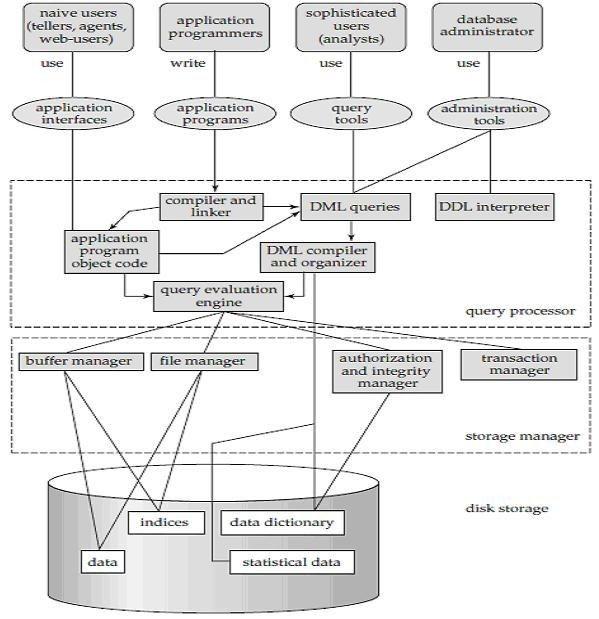 naive users
(tellers, agents,
web-users)
application
programmers
sophisticated
users
(analysts)
database
administrator
use
write
use
use
application
interfaces
application
programs
query
tools
administration
tools
compiler and
linker
DML queries
DDL interpreter
application
program
object code
DML compiler
and organizer
query evaluation
engine
query processor
buffer manager
file manager
authorization
and integrity
manager
transaction
manager
storage manager
disk storage
indices
data dictionary
data
statistical data